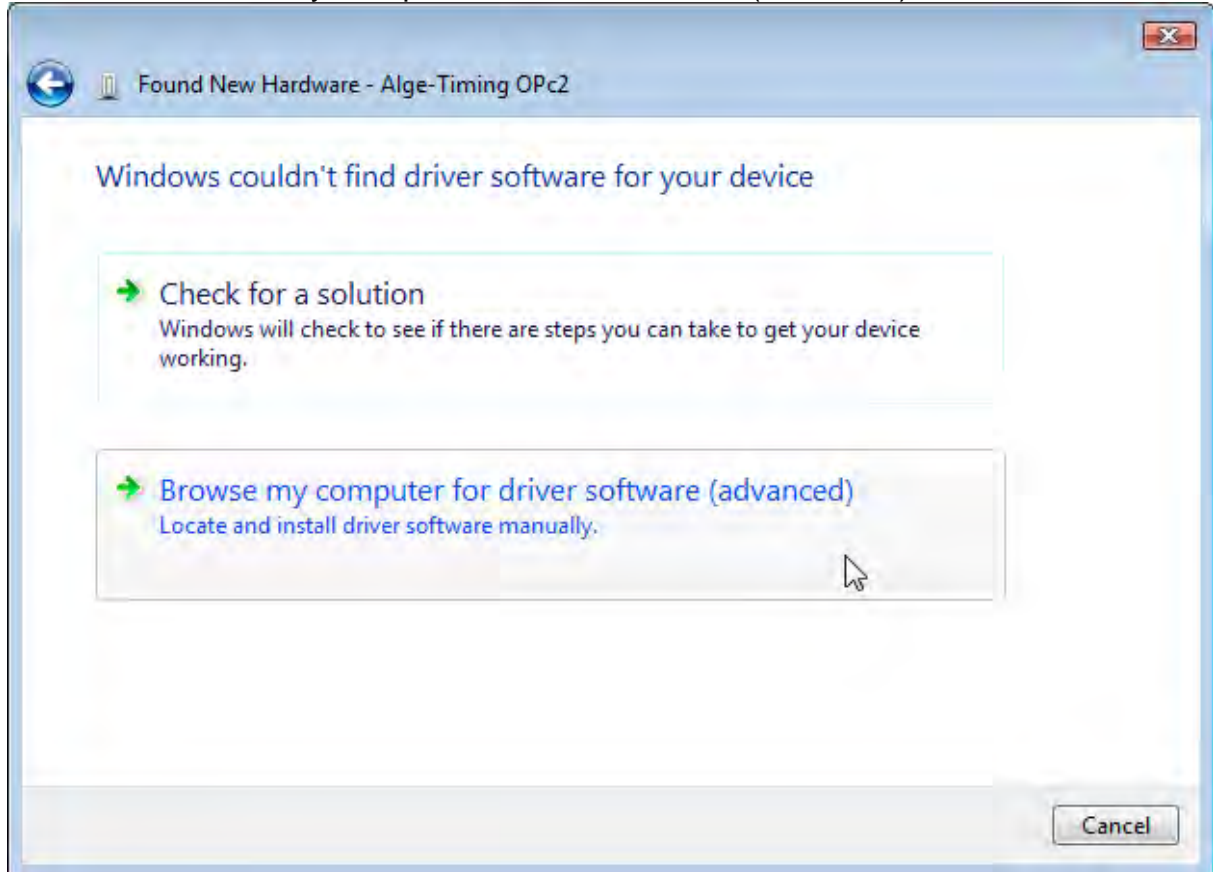 Found New Hardware - Alge-Timing OPc2
Windows couldn't find driver software for your device
Check for a solution
Windows will check to see if there are steps you can take to get your device
working.
Browse my computer for driver software (advanced)
Locate and install driver software manually.
Cancel